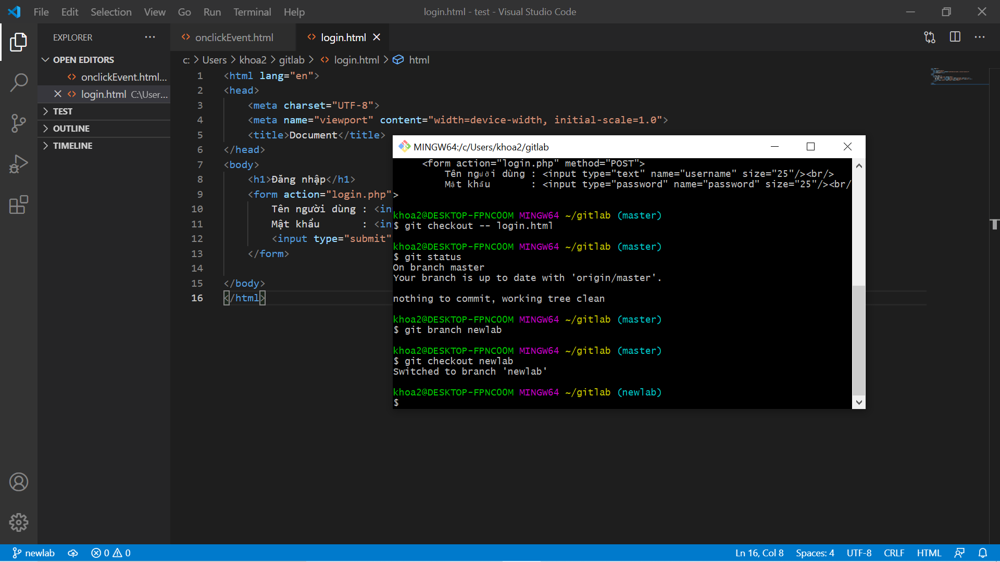 File Edit Selection View Go Run Terminal Help
login.html - test - Visual Studio Code
EXPLORER
OPEN EDITORS
onclickEvent.html...
login.html C:\User...
TEST
OUTLINE
TIMELINE
onclickEvent.html
login.html
c: > Users > khoa2 > gitlab > login.html > html
1 <html lang="en">
2 <head>
3 <meta charset="UTF-8">
4 <meta name="viewport" content="width=device-width, initial-scale=1.0">
5 <title>Document</title>
6 </head>
7 <body>
8 <h1>Đăng nhập</h1>
9 <form action="login.php"
10 Tên người dùng : <in
11 Mật khẩu : <in
12 <input type="submit"
13 </form>
14
15 </body>
16 </html>
MINGW64:/c/Users/khoa2/gitlab
<form action="login.php" method="POST">
Tên người dùng : <input type="text" name="username" size="25"/><br/>
Mật khẩu : <input type="password" name="password" size="25"/><br/
>
khoa2@DESKTOP-FPNCO0M MINGW64 ~/gitlab (master)
$ git checkout -- login.html
khoa2@DESKTOP-FPNCO0M MINGW64 ~/gitlab (master)
$ git status
On branch master
Your branch is up to date with 'origin/master'.
nothing to commit, working tree clean
khoa2@DESKTOP-FPNCO0M MINGW64 ~/gitlab (master)
$ git branch newlab
khoa2@DESKTOP-FPNCO0M MINGW64 ~/gitlab (master)
$ git checkout newlab
Switched to branch 'newlab'
khoa2@DESKTOP-FPNCO0M MINGW64 ~/gitlab (newlab)
$
newlab 0 0
Ln 16, Col 8 Spaces: 4 UTF-8 CRLF HTML